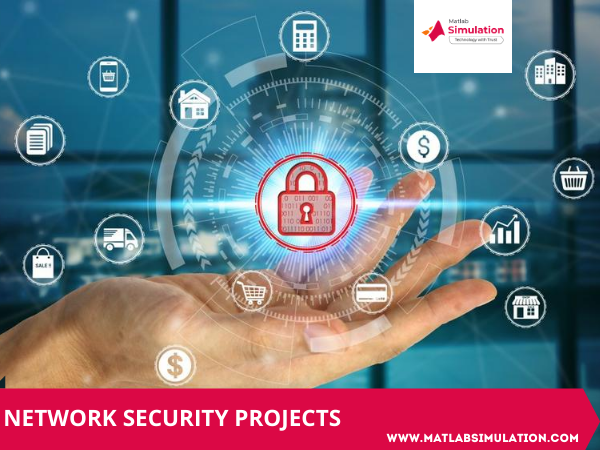 Matlab
Simulation
Technology with Trust
SALE !
NETWORK SECURITY PROJECTS
WWW.MATLABSIMULATION.COM